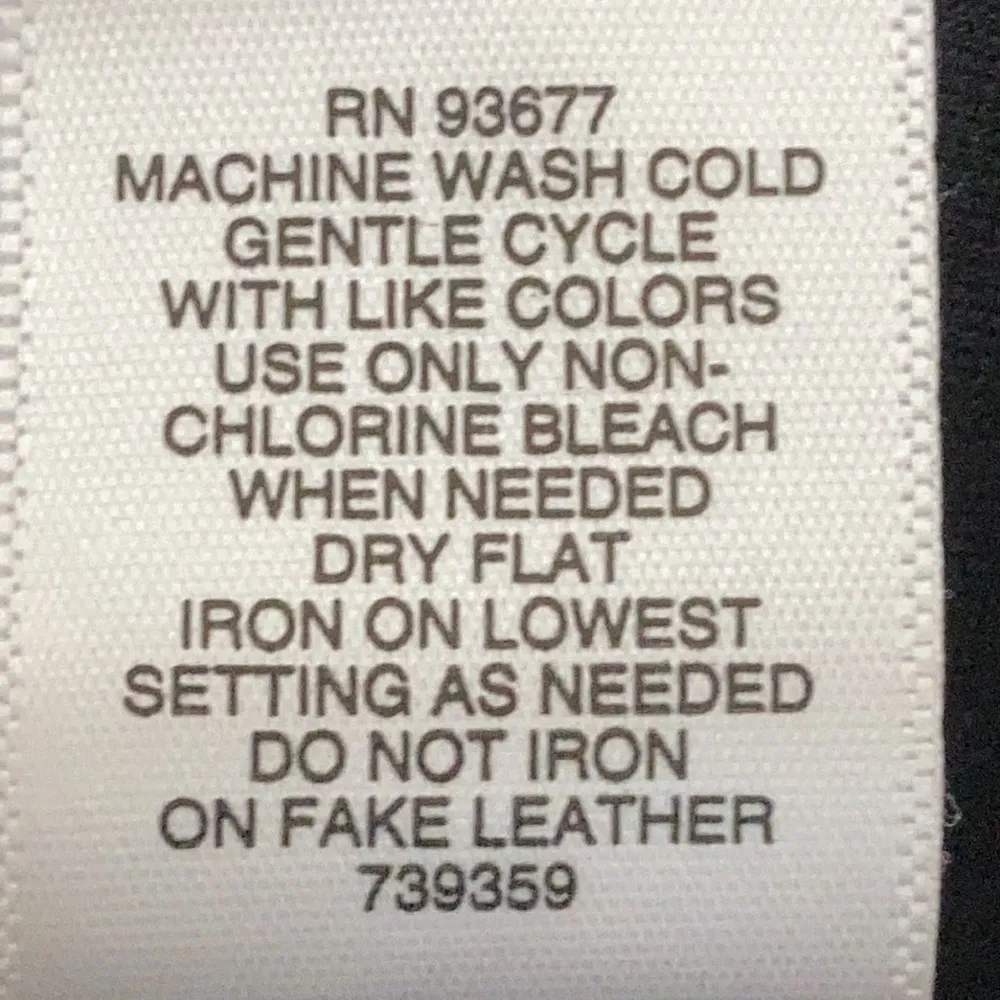 RN 93677
MACHINE WASH COLD
GENTLE CYCLE
WITH LIKE COLORS
USE ONLY NON-
CHLORINE BLEACH
WHEN NEEDED
DRY FLAT
IRON ON LOWEST
SETTING AS NEEDED
DO NOT IRON
ON FAKE LEATHER
739359